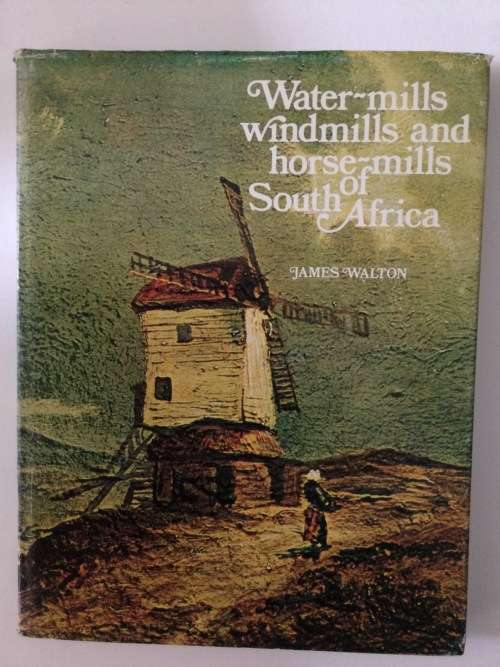 Water-mills
windmills and
horse-mills
of
South Africa
JAMES WALTON